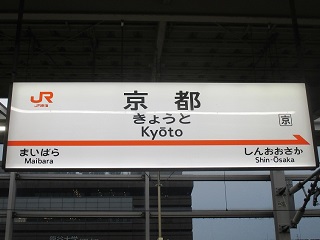 JR
JR東海
京都
きょうと
Kyōto
京
まいばら
Maibara
しんおおさか
Shin-Ōsaka